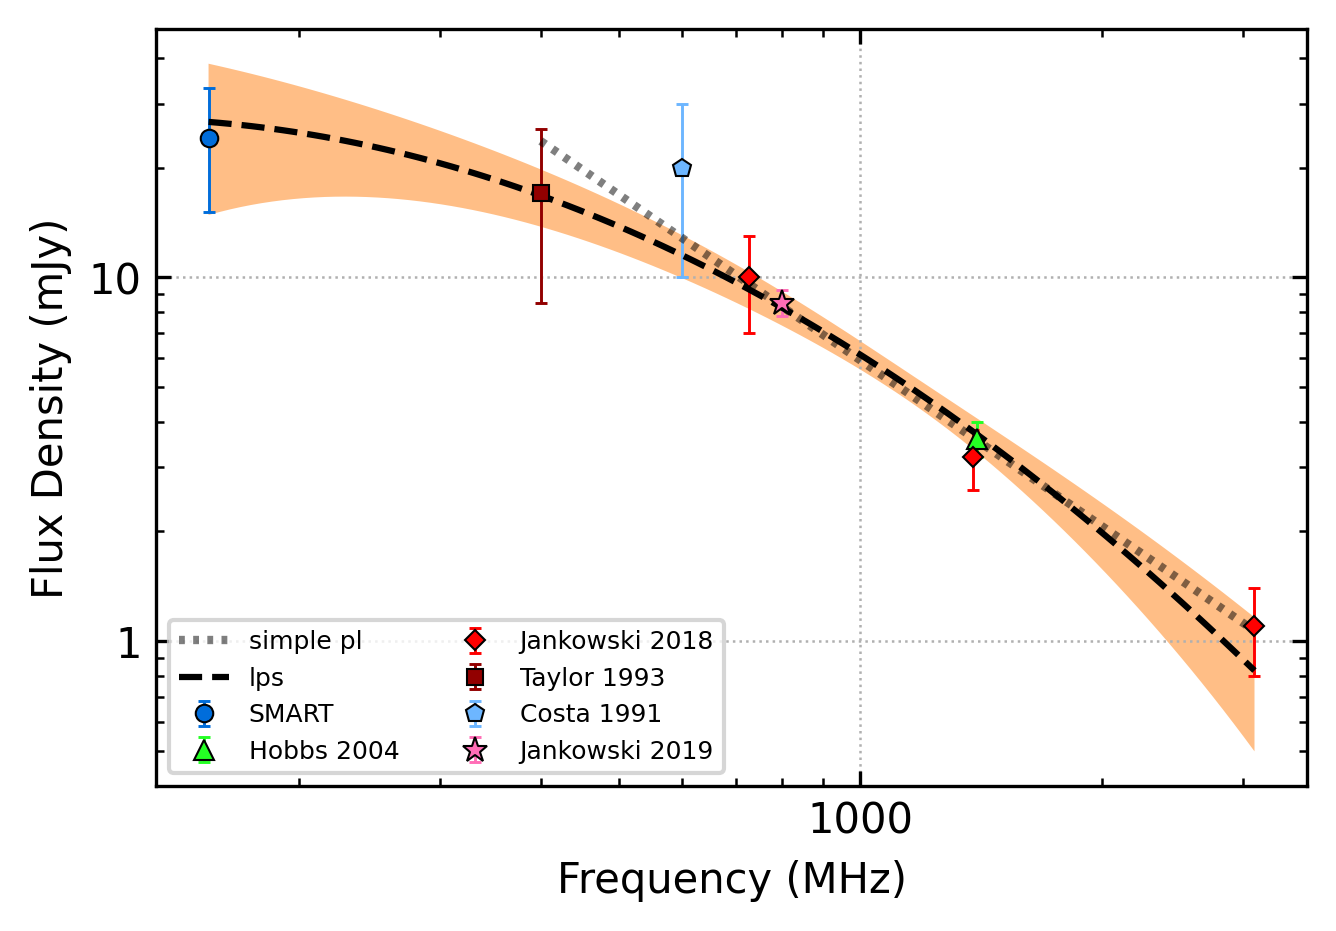 Flux Density (mJy)
10
1
simple pl
lps
SMART
Hobbs 2004
Jankowski 2018
Taylor 1993
Costa 1991
Jankowski 2019
1000
Frequency (MHz)